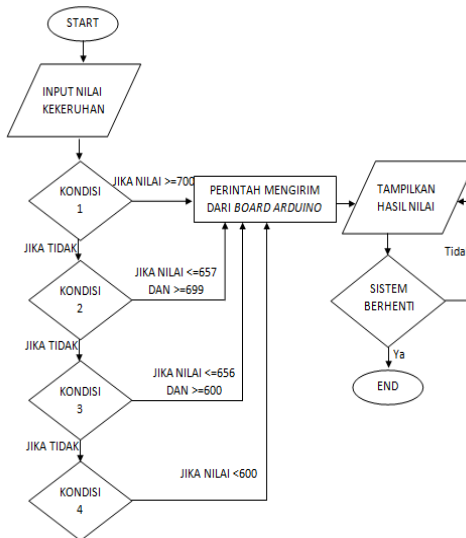 START
INPUT NILAI
KEKERUHAN
KONDISI
1
JIKA NILAI >=700
PERINTAH MENGIRIM
DARI BOARD ARDUINO
TAMPILKAN
HASIL NILAI
JIKA TIDAK
KONDISI
2
JIKA NILAI <=657
DAN >=699
Tida
SISTEM
BERHENTI
JIKA TIDAK
Ya
KONDISI
3
JIKA NILAI <=656
DAN >=600
END
JIKA TIDAK
KONDISI
4
JIKA NILAI <600